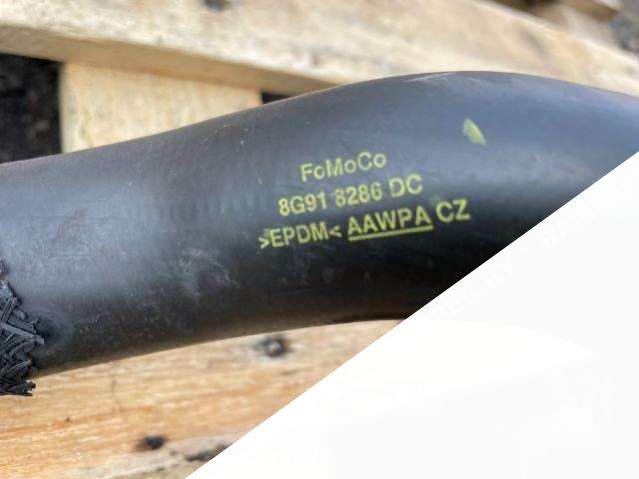 FoMoCo
8G91 8286 DC
>EPDM< AAWPA CZ